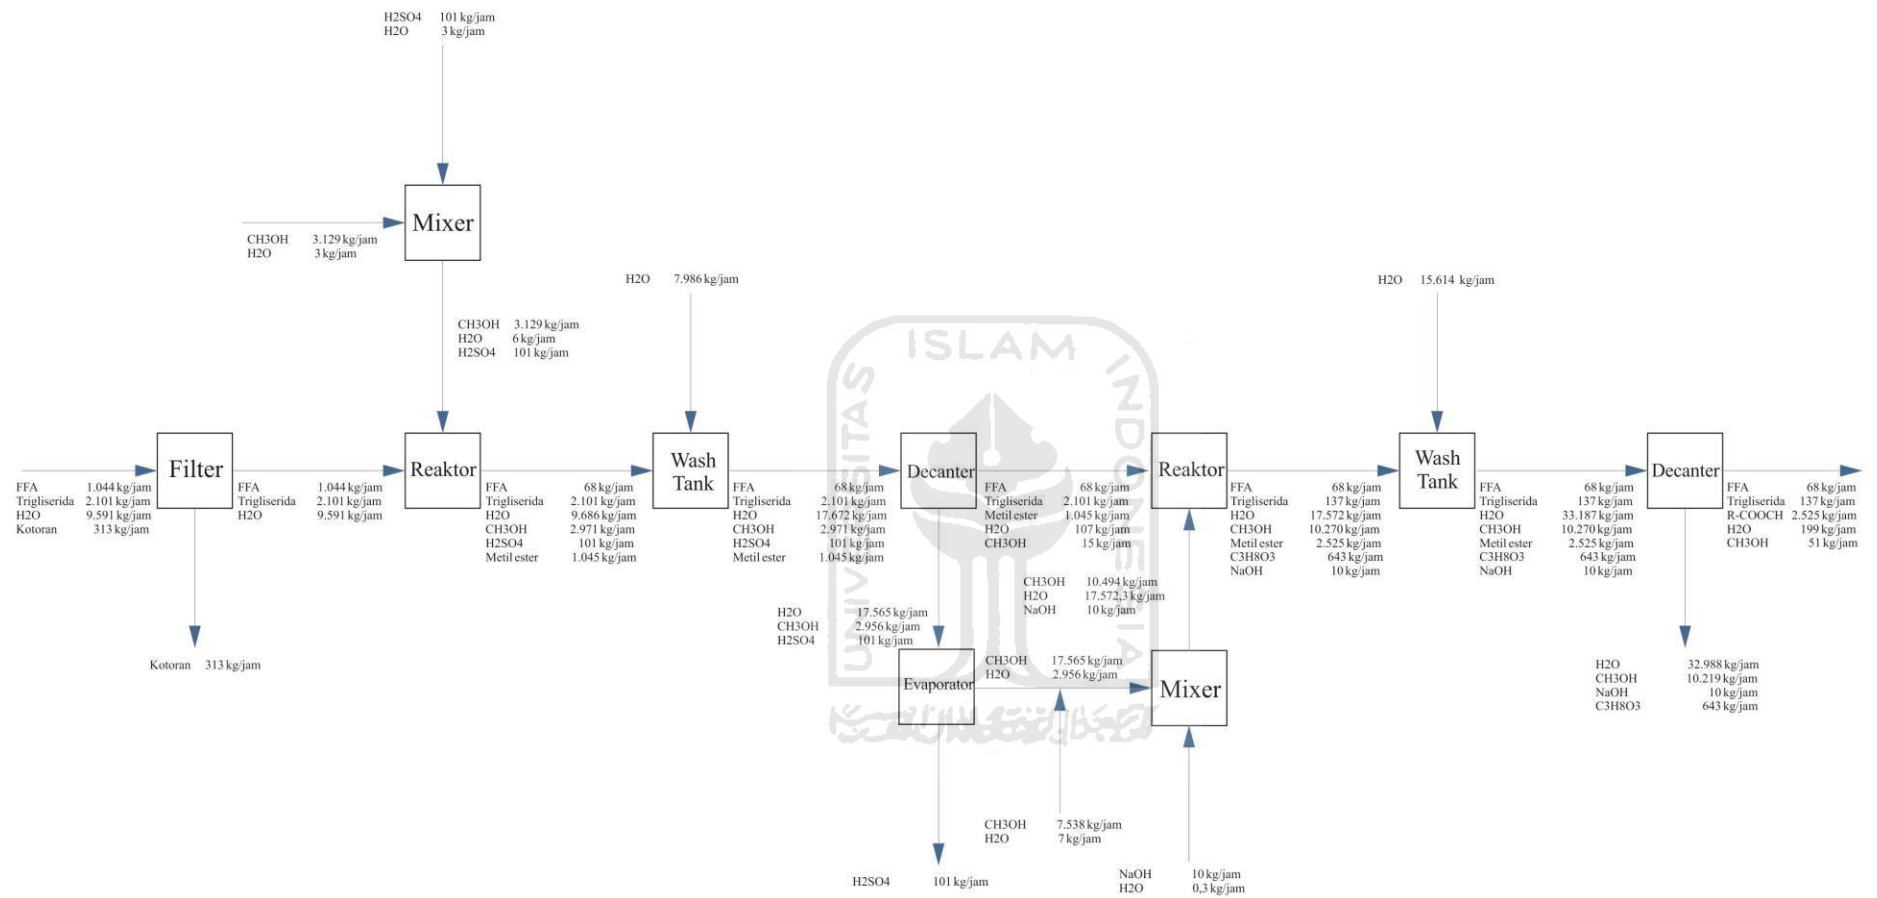 H2SO4 101 kg/jam
H2O 3 kg/jam
Mixer
CH3OH 3.129 kg/jam
H2O 3 kg/jam
CH3OH 3.129 kg/jam
H2O 6 kg/jam
H2SO4 101 kg/jam
H2O 7.986 kg/jam
H2O 15.614 kg/jam
UNIVERSITAS ISLAM INDONESIA
Filter
Reaktor
Wash
Tank
Decanter
Reaktor
Wash
Tank
Decanter
FFA 1.044 kg/jam
Trigliserida 2.101 kg/jam
H2O 9.591 kg/jam
Kotoran 313 kg/jam
FFA 1.044 kg/jam
Trigliserida 2.101 kg/jam
H2O 9.591 kg/jam
FFA 68 kg/jam
Trigliserida 2.101 kg/jam
H2O 9.686 kg/jam
CH3OH 2.971 kg/jam
H2SO4 101 kg/jam
Metil ester 1.045 kg/jam
FFA 68 kg/jam
Trigliserida 2.101 kg/jam
H2O 17.672 kg/jam
CH3OH 2.971 kg/jam
H2SO4 101 kg/jam
Metil ester 1.045 kg/jam
FFA 68 kg/jam
Trigliserida 2.101 kg/jam
Metil ester 1.045 kg/jam
H2O 107 kg/jam
CH3OH 15 kg/jam
FFA 68 kg/jam
Trigliserida 137 kg/jam
H2O 17.572 kg/jam
CH3OH 10.270 kg/jam
Metil ester 2.525 kg/jam
C3H8O3 643 kg/jam
NaOH 10 kg/jam
FFA 68 kg/jam
Trigliserida 137 kg/jam
H2O 33.187 kg/jam
CH3OH 10.270 kg/jam
Metil ester 2.525 kg/jam
C3H8O3 643 kg/jam
NaOH 10 kg/jam
FFA 68 kg/jam
Trigliserida 137 kg/jam
R-COOCH 2.525 kg/jam
H2O 199 kg/jam
CH3OH 51 kg/jam
Kotoran 313 kg/jam
H2O 17.565 kg/jam
CH3OH 2.956 kg/jam
H2SO4 101 kg/jam
CH3OH 10.494 kg/jam
H2O 17.572,3 kg/jam
NaOH 10 kg/jam
Evaporator
CH3OH 17.565 kg/jam
H2O 2.956 kg/jam
Mixer
H2O 32.988 kg/jam
CH3OH 10.219 kg/jam
NaOH 10 kg/jam
C3H8O3 643 kg/jam
CH3OH 7.538 kg/jam
H2O 7 kg/jam
H2SO4 101 kg/jam
NaOH 10 kg/jam
H2O 0,3 kg/jam